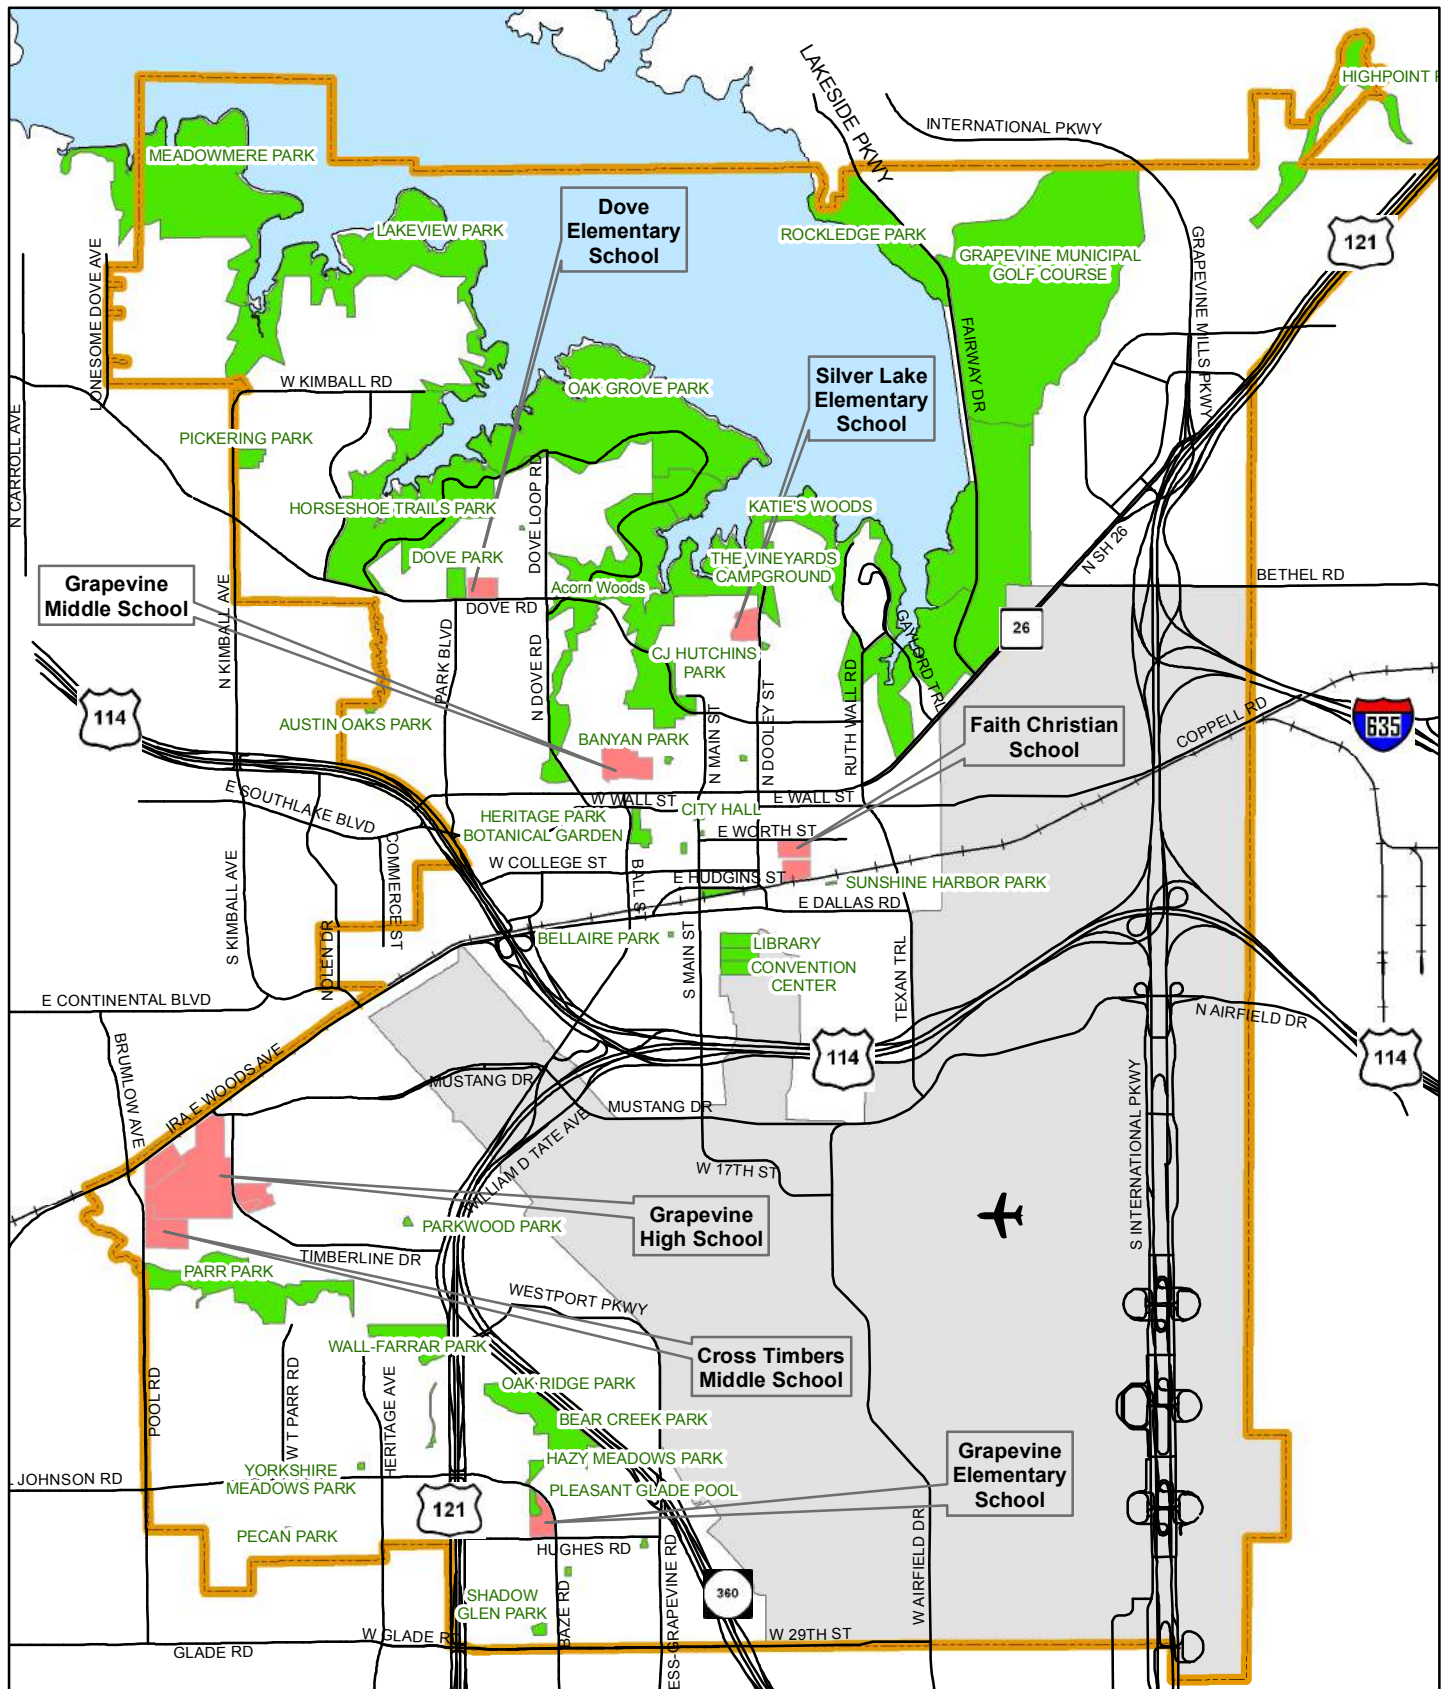 LAKESIDE PKWY
INTERNATIONAL PKWY
HIGHPOINT P
MEADOWMERE PARK
LAKEVIEW PARK
Dove
Elementary
School
ROCKLEDGE PARK
GRAPEVINE MUNICIPAL
GOLF COURSE
121
LONESOME DOVE AVE
GRAPEVINE MILLS PKWY
FAIRWAY DR
W KIMBALL RD
OAK GROVE PARK
Silver Lake
Elementary
School
N CARROLL AVE
PICKERING PARK
HORSESHOE TRAILS PARK
DOVE LOOP RD
KATIE'S WOODS
DOVE PARK
THE VINEYARDS
CAMPGROUND
N SH 26
BETHEL RD
Grapevine
Middle School
Acorn Woods
DOVE RD
26
N KIMBALL AVE
PARK BLVD
N DOVE RD
CJ HUTCHINS
PARK
GAYLORD TRL
RUTH WALL RD
114
AUSTIN OAKS PARK
BANYAN PARK
N MAIN ST
N DOOLEY ST
Faith Christian
School
COPPELL RD
635
E SOUTHLAKE BLVD
W WALL ST
E WALL ST
HERITAGE PARK
BOTANICAL GARDEN
CITY HALL
E WORTH ST
COMMERCE ST
S KIMBALL AVE
W COLLEGE ST
BALL ST
E HUDGINS ST
SUNSHINE HARBOR PARK
E DALLAS RD
NOLEN DR
BELLAIRE PARK
S MAIN ST
LIBRARY
CONVENTION
CENTER
TEXAN TRL
E CONTINENTAL BLVD
N AIRFIELD DR
BRUMLOW AVE
IRA E WOODS AVE
114
114
MUSTANG DR
MUSTANG DR
WILLIAM D TATE AVE
W 17TH ST
S INTERNATIONAL PKWY
Grapevine
High School
PARKWOOD PARK
TIMBERLINE DR
PARR PARK
WESTPORT PKWY
WALL-FARRAR PARK
Cross Timbers
Middle School
POOL RD
W T PARR RD
HERITAGE AVE
OAK RIDGE PARK
BEAR CREEK PARK
Grapevine
Elementary
School
HAZY MEADOWS PARK
L JOHNSON RD
YORKSHIRE
MEADOWS PARK
PLEASANT GLADE POOL
121
PECAN PARK
HUGHES RD
W AIRFIELD DR
SHADOW
GLEN PARK
BAZE RD
ESS-GRAPEVINE RD
360
W GLADE RD
W 29TH ST
GLADE RD